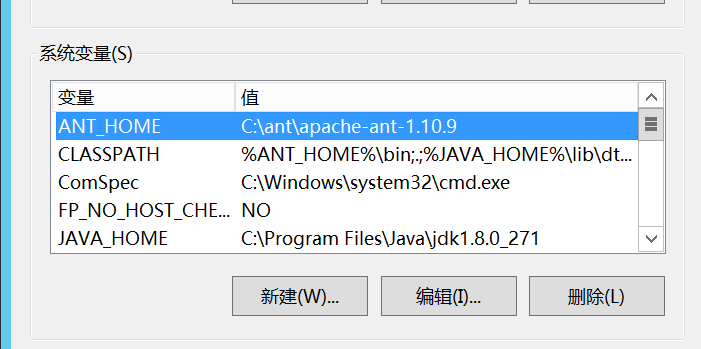 系统变量(S)
变量 值
ANT_HOME C:\ant\apache-ant-1.10.9
CLASSPATH %ANT_HOME%\bin;.;%JAVA_HOME%\lib\dt...
ComSpec C:\Windows\system32\cmd.exe
FP_NO_HOST_CHE... NO
JAVA_HOME C:\Program Files\Java\jdk1.8.0_271
新建(W)... 编辑(I)... 删除(L)